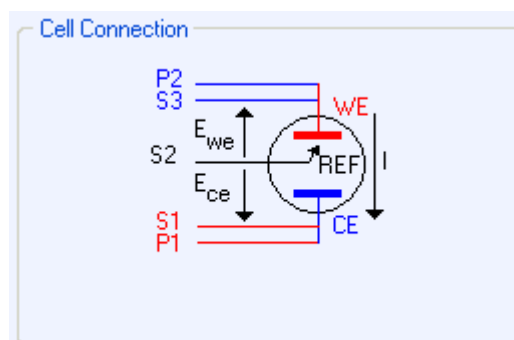 Cell Connection
P2
S3
WE
Ewe
S2
REF
I
Ece
S1
CE
P1